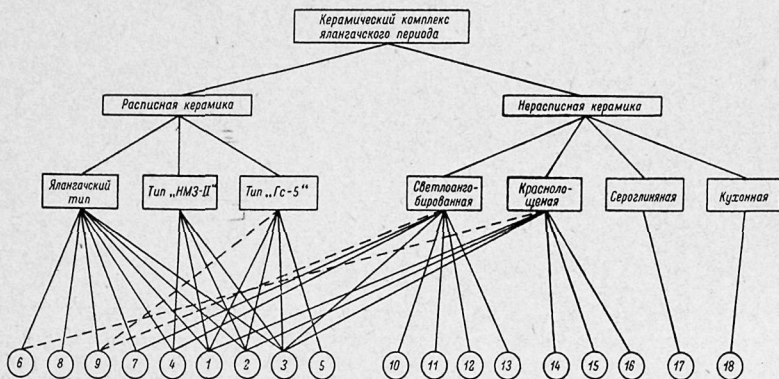 Керамический комплекс
ялангачского периода
Расписная керамика
Нерасписная керамика
Ялангачский
тип
Тип „НМЗ-II“
Тип „Гс-5“
Светлоанго-
бированная
Красноло-
щеная
Сероглиняная
Кухонная
6 8 9 7 4 1 2 3 5 10 11 12 13 14 15 16 17 18